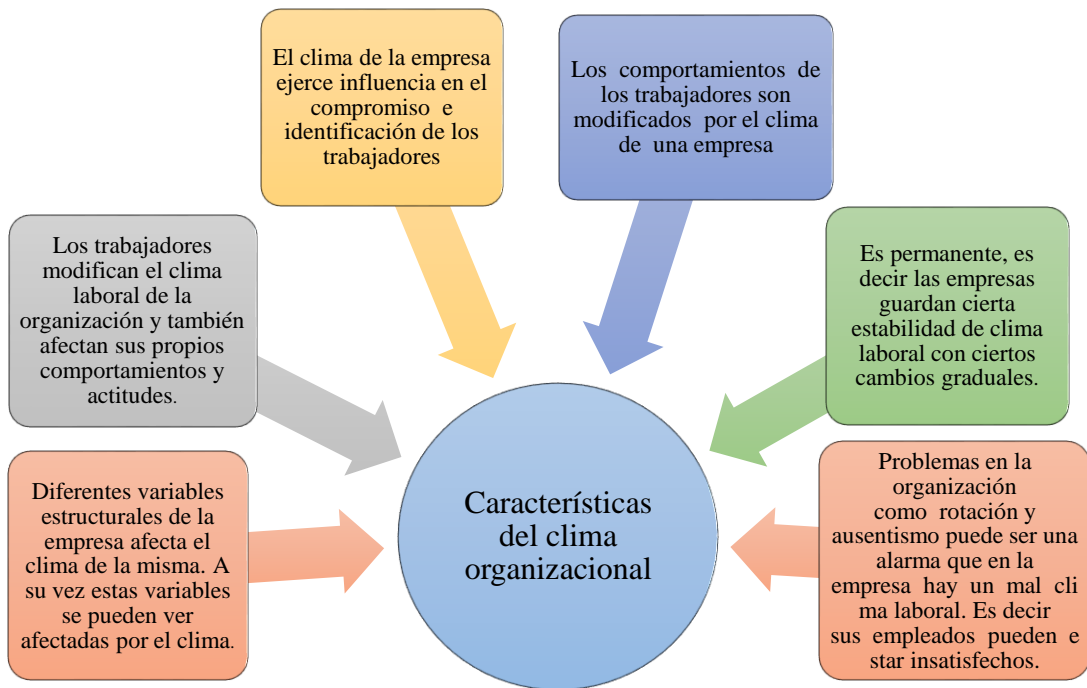 El clima de la empresa
ejerce influencia en el
compromiso e
identificación de los
trabajadores
Los comportamientos de
los trabajadores son
modificados por el clima
de una empresa
Los trabajadores
modifican el clima
laboral de la
organización y también
afectan sus propios
comportamientos y
actitudes.
Es permanente, es
decir las empresas
guardan cierta
estabilidad de clima
laboral con ciertos
cambios graduales.
Diferentes variables
estructurales de la
empresa afecta el
clima de la misma. A
su vez estas variables
se pueden ver
afectadas por el clima.
Problemas en la
organización
como rotación y
ausentismo puede ser una
alarma que en la
empresa hay un mal cli
ma laboral. Es decir
sus empleados pueden e
star insatisfechos.
Características
del clima
organizacional